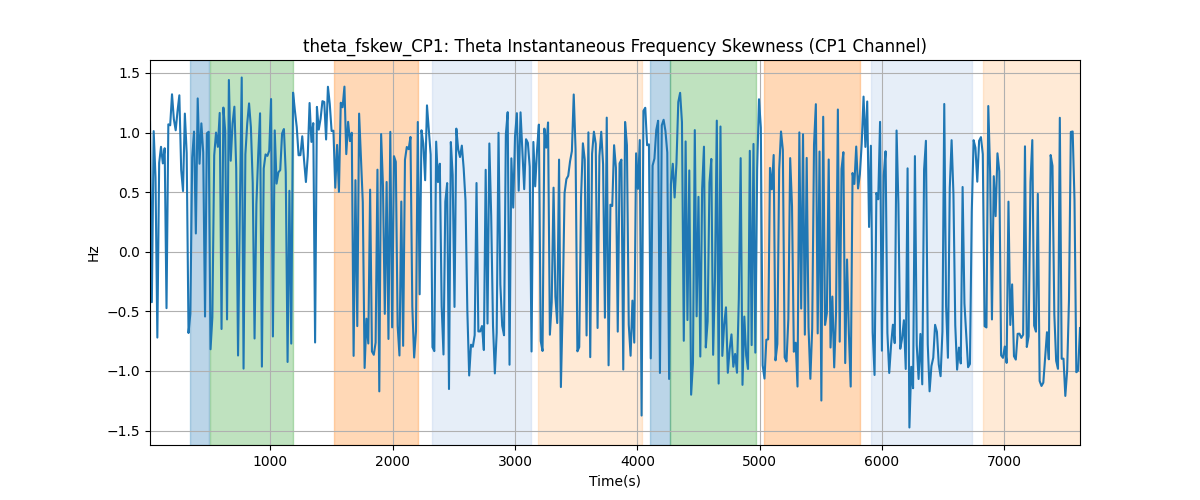 theta_fskew_CP1: Theta Instantaneous Frequency Skewness (CP1 Channel)
1.5
1.0
0.5
0.0
−0.5
−1.0
−1.5
Hz
1000 2000 3000 4000 5000 6000 7000
Time(s)